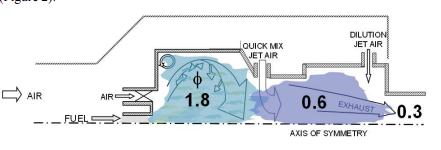 (Figure 2).
QUICK MIX
JET AIR
DILUTION
JET AIR
ϕ
1.8
0.6
EXHAUST
0.3
AIR
AIR
FUEL
AXIS OF SYMMETRY